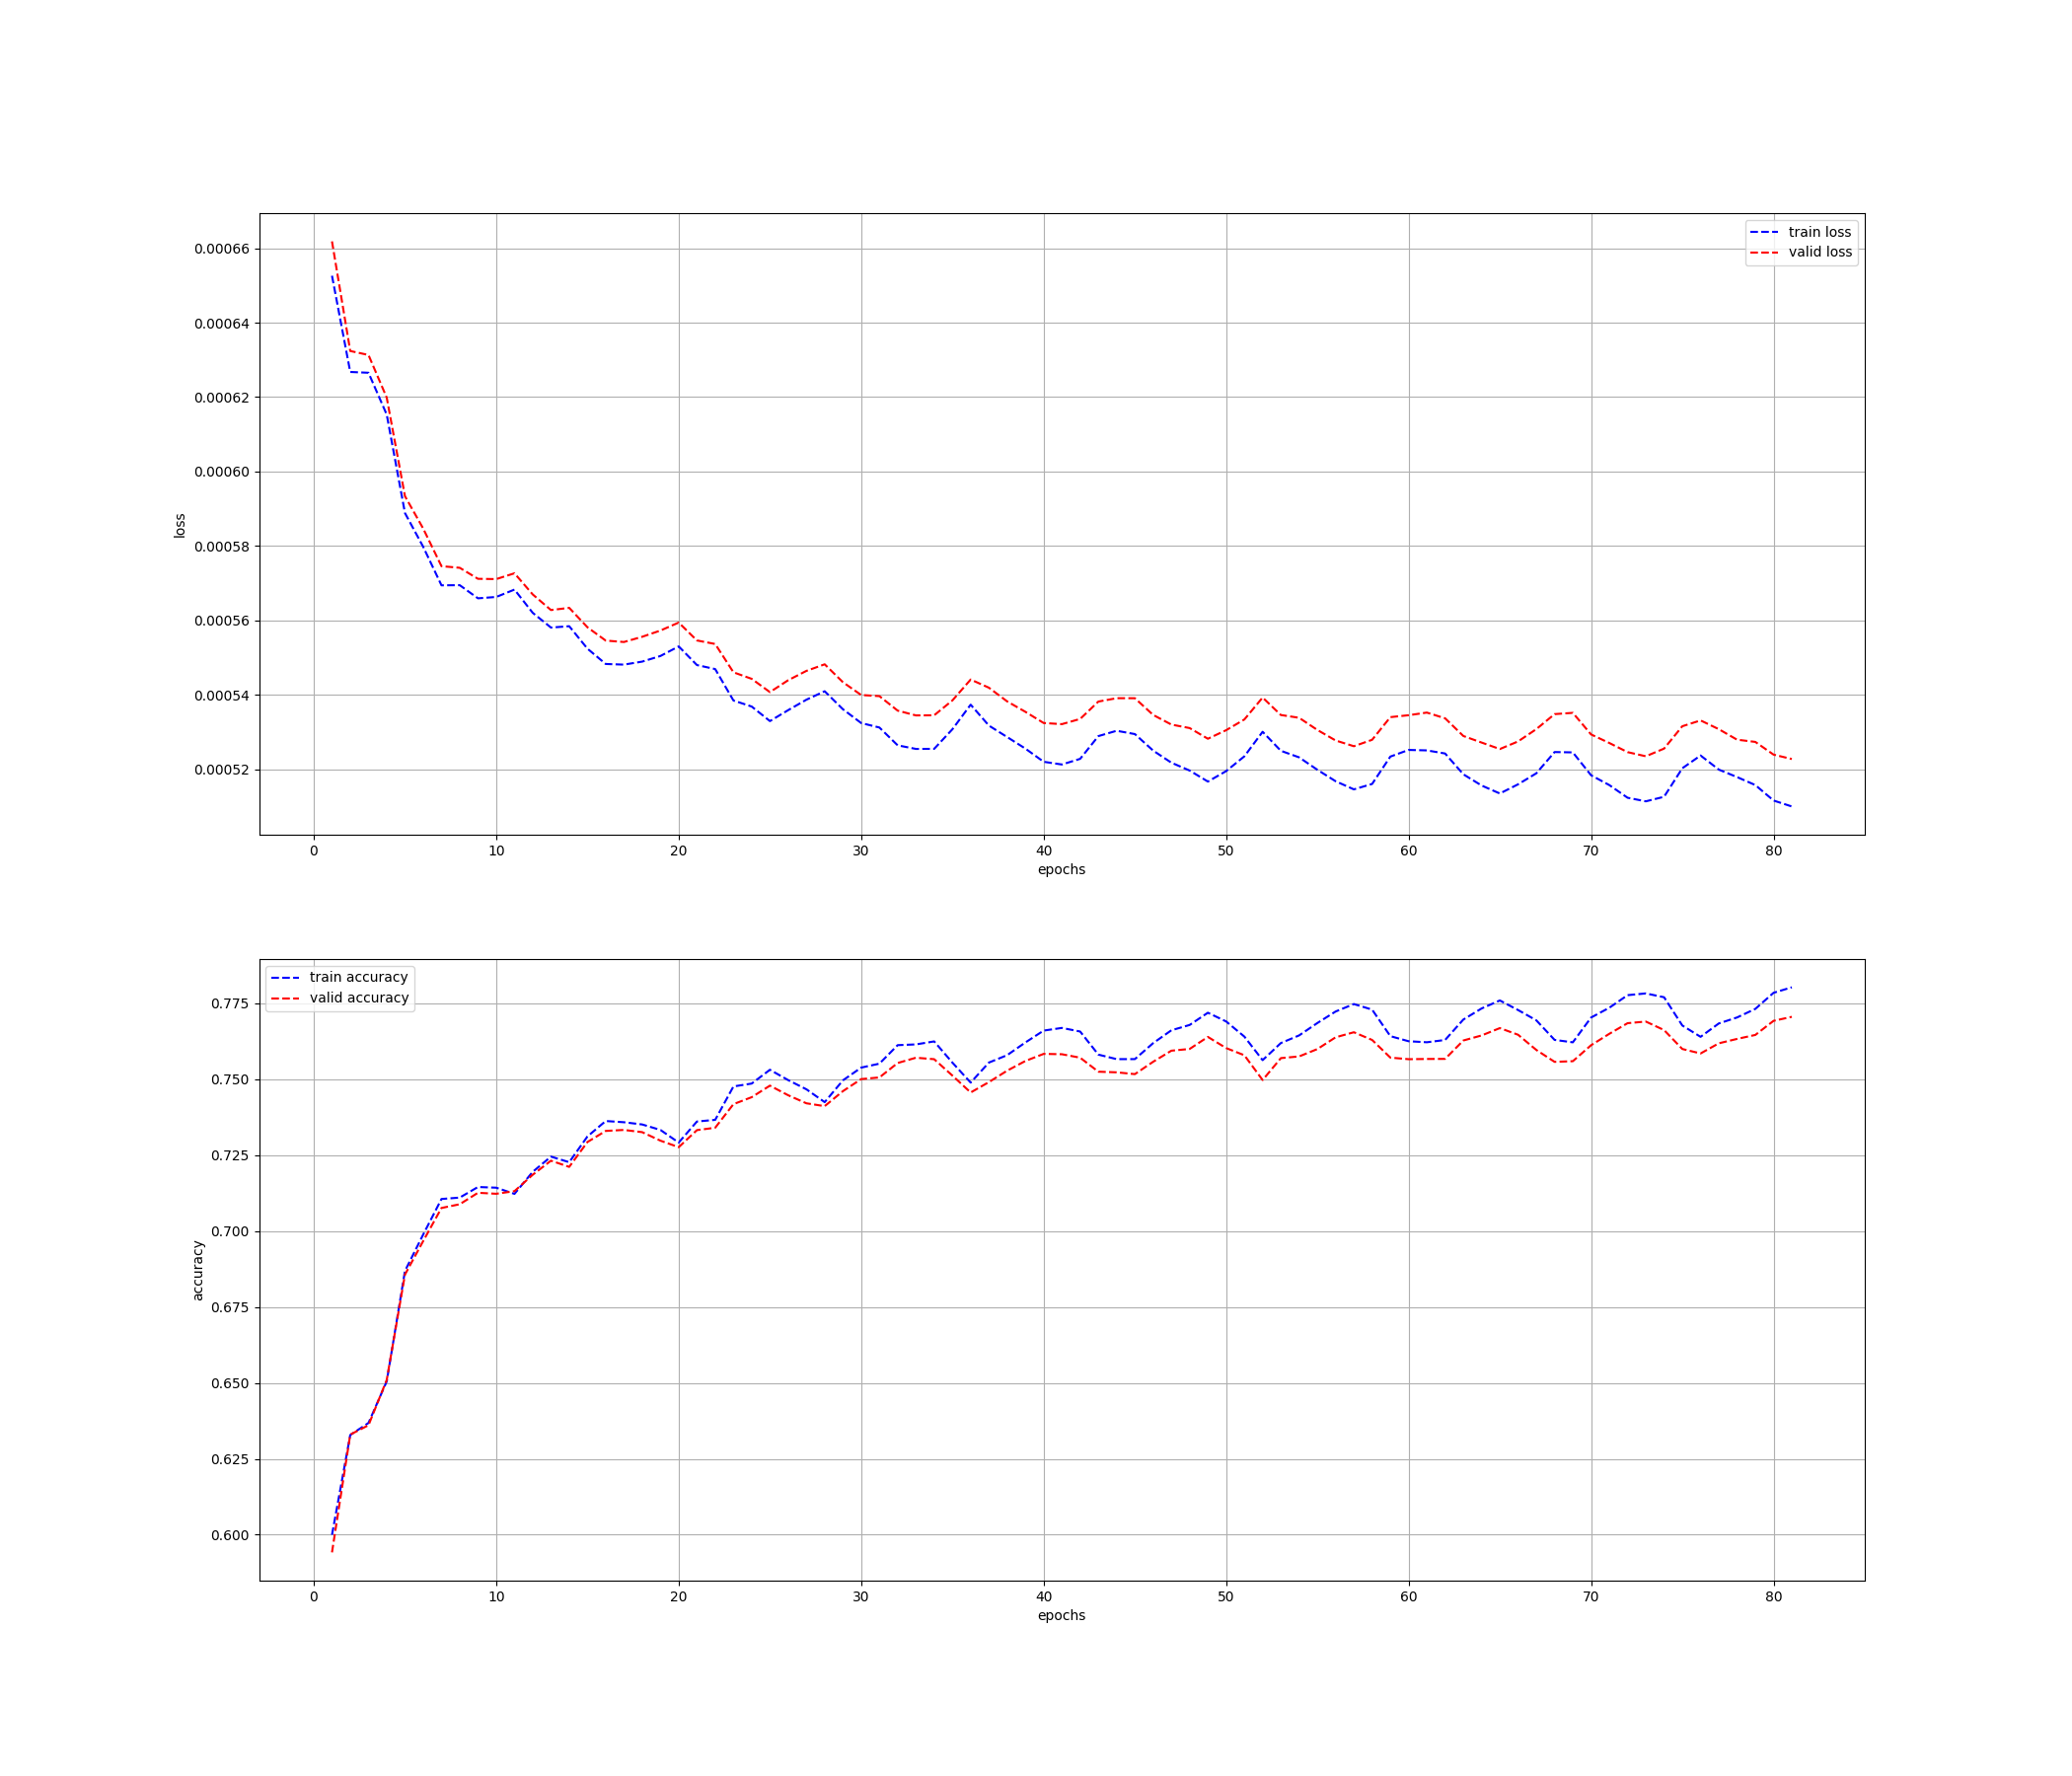 0.00066
0.00064
0.00062
0.00060
0.00058
0.00056
0.00054
0.00052
loss
train loss
valid loss
0 10 20 30 40 50 60 70 80
epochs
train accuracy
valid accuracy
0.775
0.750
0.725
0.700
0.675
0.650
0.625
0.600
accuracy
0 10 20 30 40 50 60 70 80
epochs